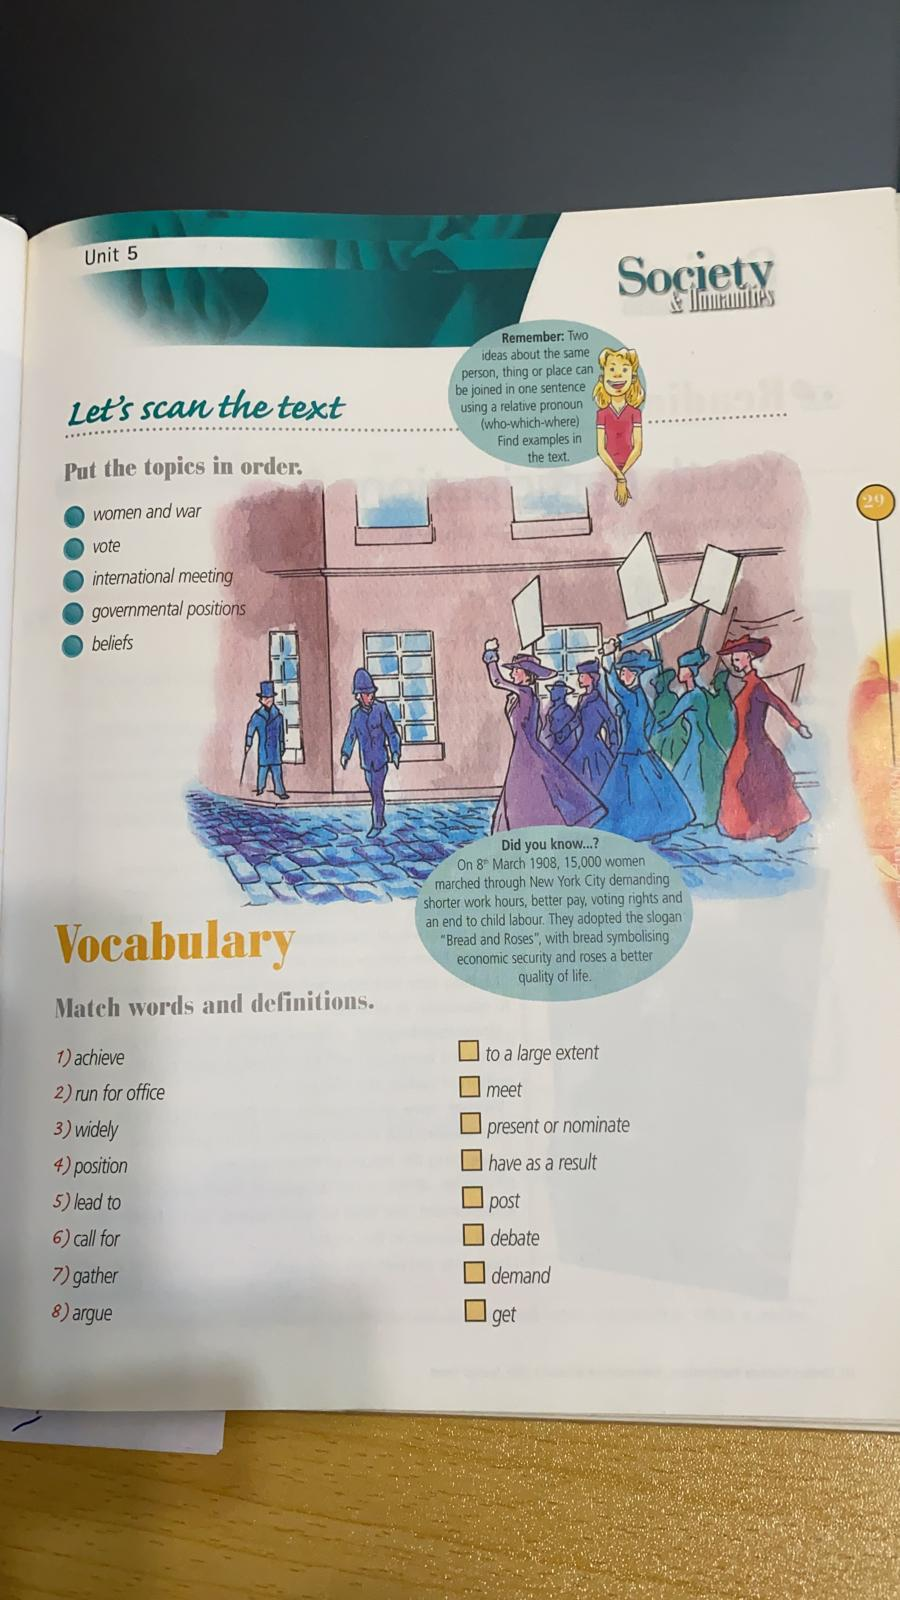 Unit 5
Society
& Humanities
Remember: Two
ideas about the same
person, thing or place can
be joined in one sentence
using a relative pronoun
(who-which-where)
Find examples in
the text.
Let's scan the text
Put the topics in order.
women and war
vote
international meeting
governmental positions
beliefs
29
Did you know...?
On 8th March 1908, 15,000 women
marched through New York City demanding
shorter work hours, better pay, voting rights and
an end to child labour. They adopted the slogan
"Bread and Roses", with bread symbolising
economic security and roses a better
quality of life.
Vocabulary
Match words and definitions.
1) achieve
2) run for office
3) widely
4) position
5) lead to
6) call for
7) gather
8) argue
to a large extent
meet
present or nominate
have as a result
post
debate
demand
get